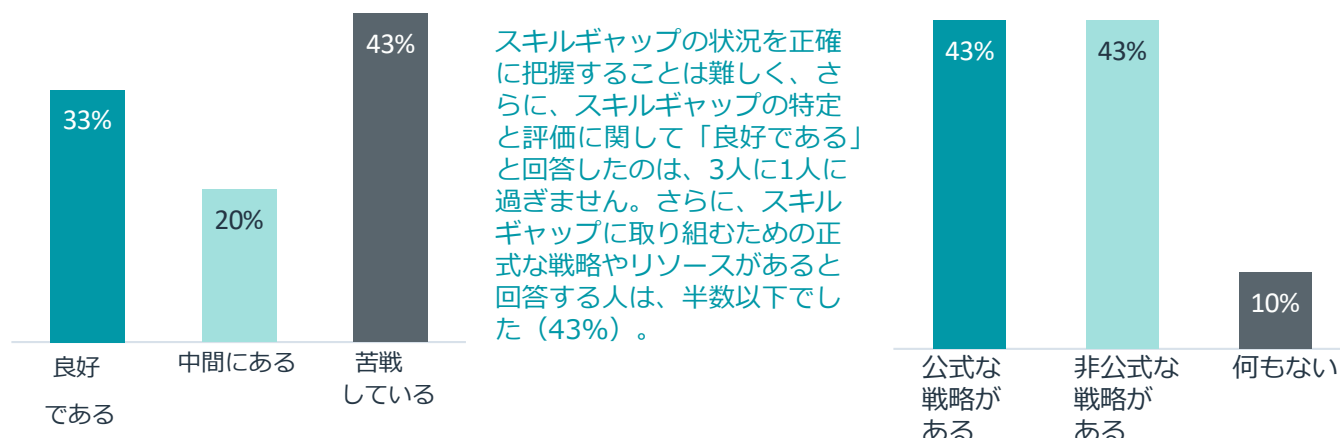 33%
20%
43%
良好
である
中間にある
苦戦
している
スキルギャップの状況を正確
に把握することは難しく、さ
らに、スキルギャップの特定
と評価に関して「良好である」
と回答したのは、3人に1人に
過ぎません。さらに、スキル
ギャップに取り組むための正
式な戦略やリソースがあると
回答する人は、半数以下でし
た（43%）。
43%
43%
10%
公式な
戦略が
ある
非公式な
戦略が
ある
何もない